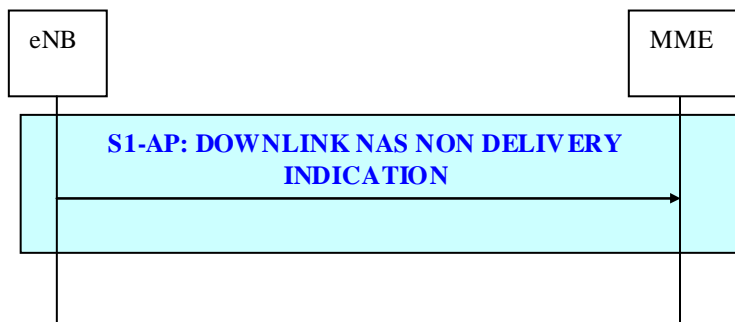 eNB
MME
S1-AP: DOWNLINK NAS NON DELIVERY
INDICATION